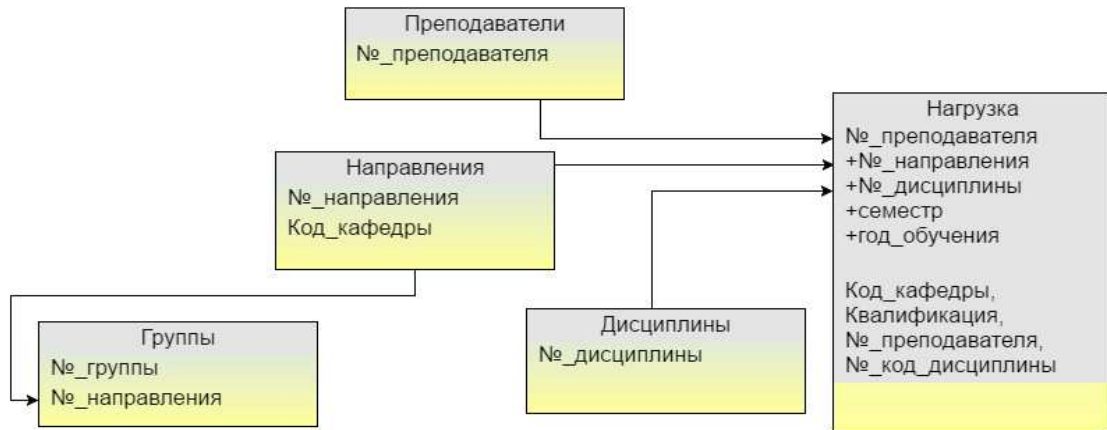 Преподаватели
№_преподавателя
Направления
№_направления
Код_кафедры
Группы
№_группы
№_направления
Дисциплины
№_дисциплины
Нагрузка
№_преподавателя
+№_направления
+№_дисциплины
+семестр
+год_обучения
Код_кафедры,
Квалификация,
№_преподавателя,
№_код_дисциплины